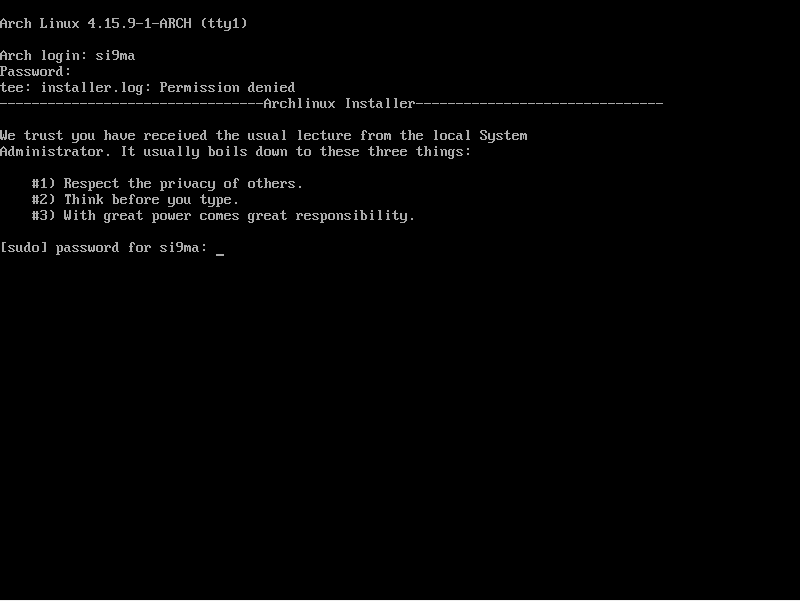 Arch Linux 4.15.9-1-ARCH (tty1)
Arch login: si9ma
Password:
tee: installer.log: Permission denied
---------------------------------Archlinux Installer-------------------------------
We trust you have received the usual lecture from the local System
Administrator. It usually boils down to these three things:
#1) Respect the privacy of others.
#2) Think before you type.
#3) With great power comes great responsibility.
[sudo] password for si9ma: _